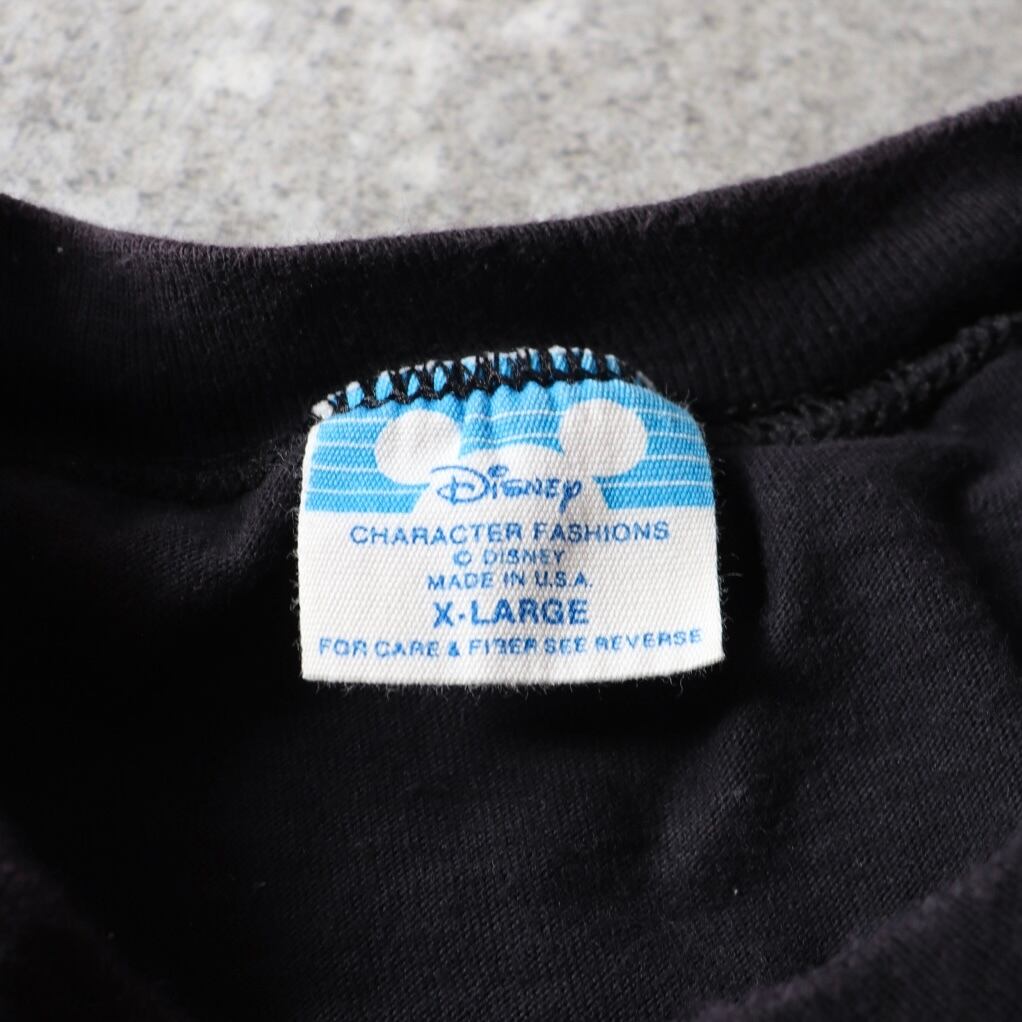 Disney
CHARACTER FASHIONS
© DISNEY
MADE IN U.S.A.
X-LARGE
FOR CARE & FIBER SEE REVERSE